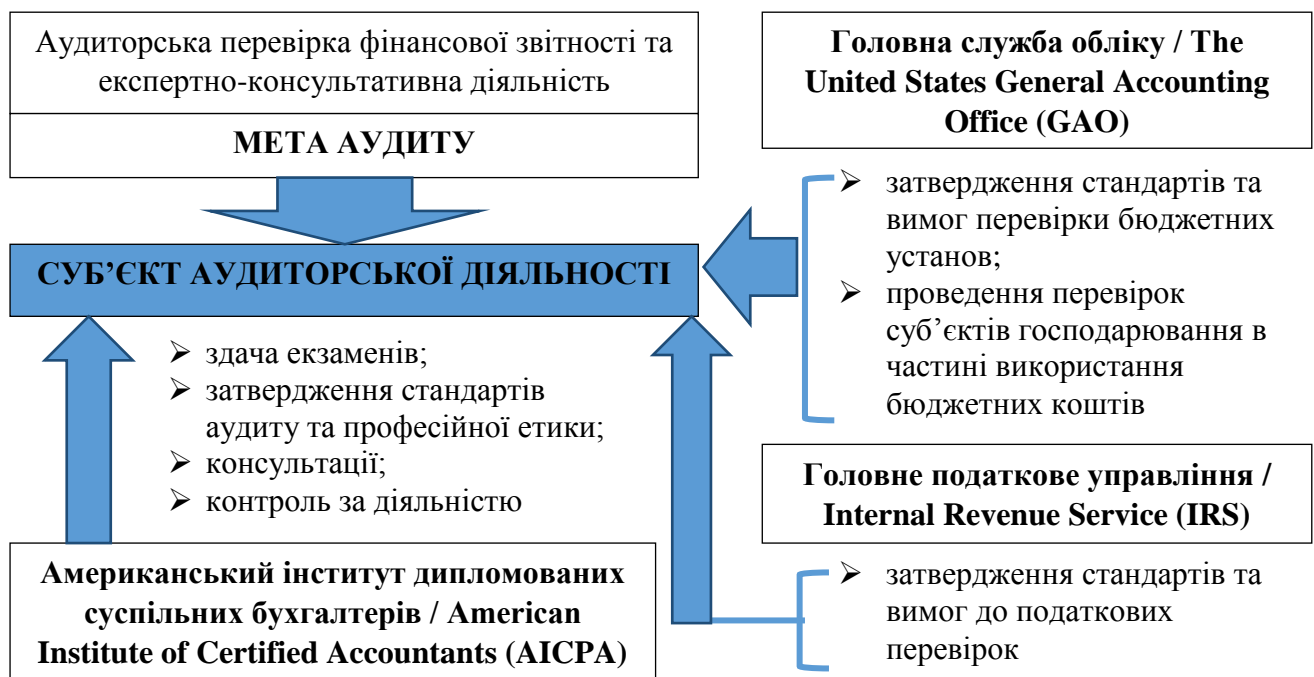 Аудиторська перевірка фінансової звітності та
експертно-консультативна діяльність
МЕТА АУДИТУ
СУБ’ЄКТ АУДИТОРСЬКОЇ ДІЯЛЬНОСТІ
➢ здача екзаменів;
➢ затвердження стандартів
аудиту та професійної етики;
➢ консультації;
➢ контроль за діяльністю
Американський інститут дипломованих
суспільних бухгалтерів / American
Institute of Certified Accountants (AICPA)
Головна служба обліку / The
United States General Accounting
Office (GAO)
➢ затвердження стандартів та
вимог перевірки бюджетних
установ;
➢ проведення перевірок
суб’єктів господарювання в
частині використання
бюджетних коштів
Головне податкове управління /
Internal Revenue Service (IRS)
➢ затвердження стандартів та
вимог до податкових
перевірок